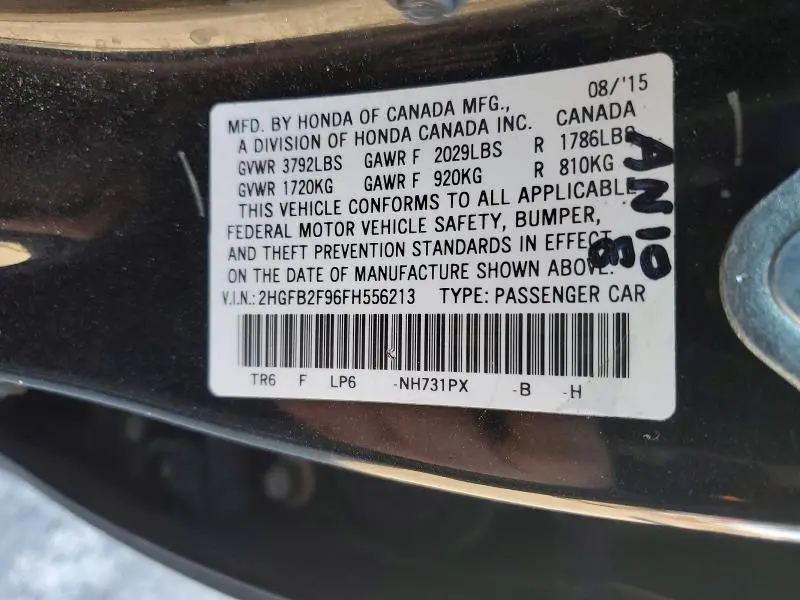 08/'15
MFD. BY HONDA OF CANADA MFG., CANADA
A DIVISION OF HONDA CANADA INC.
GVWR 3792LBS GAWR F 2029LBS R 1786LBS
GVWR 1720KG GAWR F 920KG R 810KG
THIS VEHICLE CONFORMS TO ALL APPLICABLE
FEDERAL MOTOR VEHICLE SAFETY, BUMPER,
AND THEFT PREVENTION STANDARDS IN EFFECT
ON THE DATE OF MANUFACTURE SHOWN ABOVE.
V.I.N.: 2HGFB2F96FH556213 TYPE: PASSENGER CAR
TR6 F LP6 -NH731PX -B -H